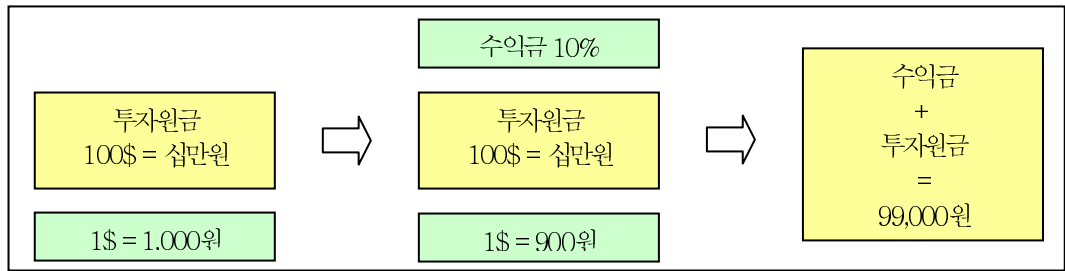 투자원금
100$ = 십만원
1$ = 1.000원
수익금 10%
투자원금
100$ = 십만원
1$ = 900원
수익금
+
투자원금
=
99,000원